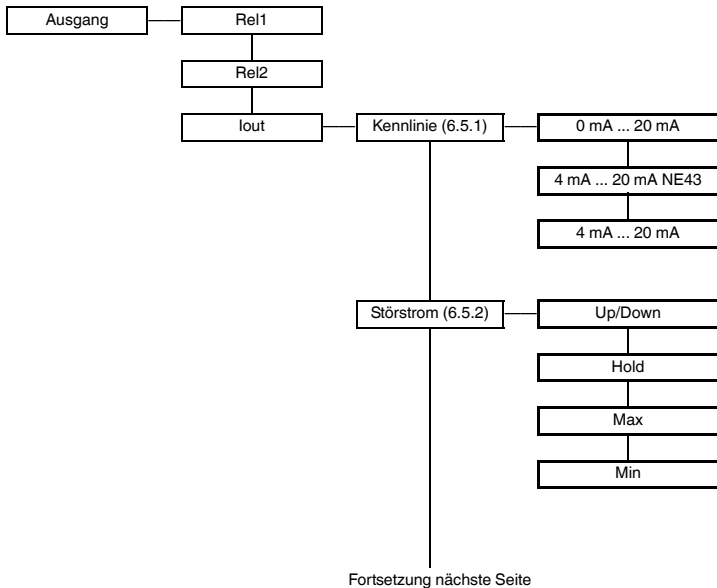 Ausgang
Rel1
Rel2
Iout
Kennlinie (6.5.1)
0 mA ... 20 mA
4 mA ... 20 mA NE43
4 mA ... 20 mA
Störstrom (6.5.2)
Up/Down
Hold
Max
Min
Fortsetzung nächste Seite